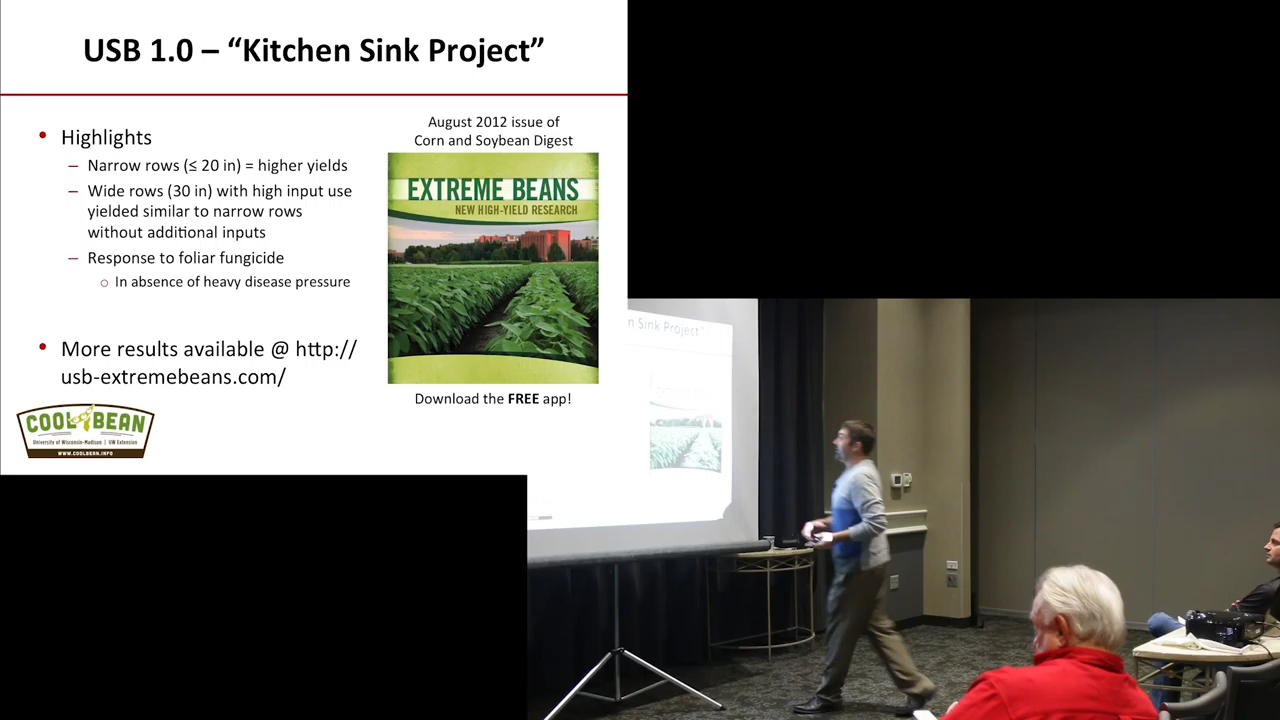 USB 1.0 – “Kitchen Sink Project”
• Highlights
– Narrow rows (≤ 20 in) = higher yields
– Wide rows (30 in) with high input use
yielded similar to narrow rows
without additional inputs
– Response to foliar fungicide
○ In absence of heavy disease pressure
• More results available @ http://
usb-extremebeans.com/
August 2012 issue of
Corn and Soybean Digest
EXTREME BEANS
NEW HIGH-YIELD RESEARCH
Download the FREE app!
COOL BEAN
University of Wisconsin-Madison | UW Extension
WWW.COOLBEAN.INFO
n Sink Project”